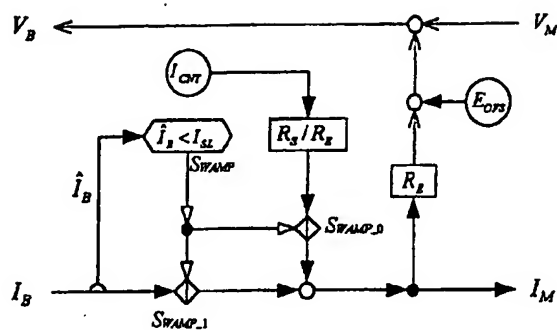 V_B
V_M
I_CNT
E_OFS
Î_B < I_SL
R_S / R_E
S_WAMP
R_E
Î_B
S_WAMP_0
I_B
I_M
S_WAMP_1